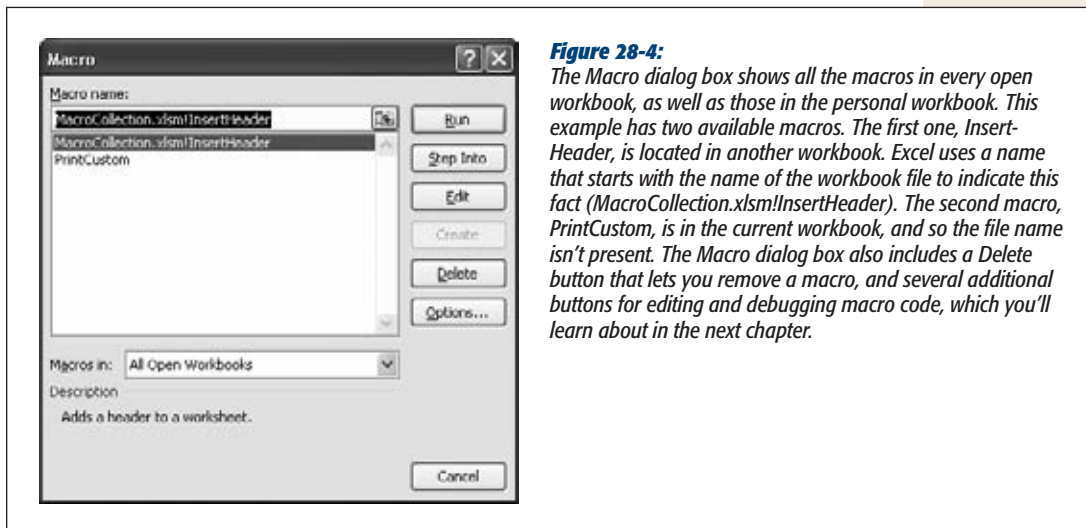 Macro
Macro name:
MacroCollection.xlsm!InsertHeader
MacroCollection.xlsm!InsertHeader
PrintCustom
Run
Step Into
Edit
Create
Delete
Options...
Macros in: All Open Workbooks
Description
Adds a header to a worksheet.
Cancel
Figure 28-4:
The Macro dialog box shows all the macros in every open
workbook, as well as those in the personal workbook. This
example has two available macros. The first one, Insert-
Header, is located in another workbook. Excel uses a name
that starts with the name of the workbook file to indicate this
fact (MacroCollection.xlsm!InsertHeader). The second macro,
PrintCustom, is in the current workbook, and so the file name
isn't present. The Macro dialog box also includes a Delete
button that lets you remove a macro, and several additional
buttons for editing and debugging macro code, which you'll
learn about in the next chapter.